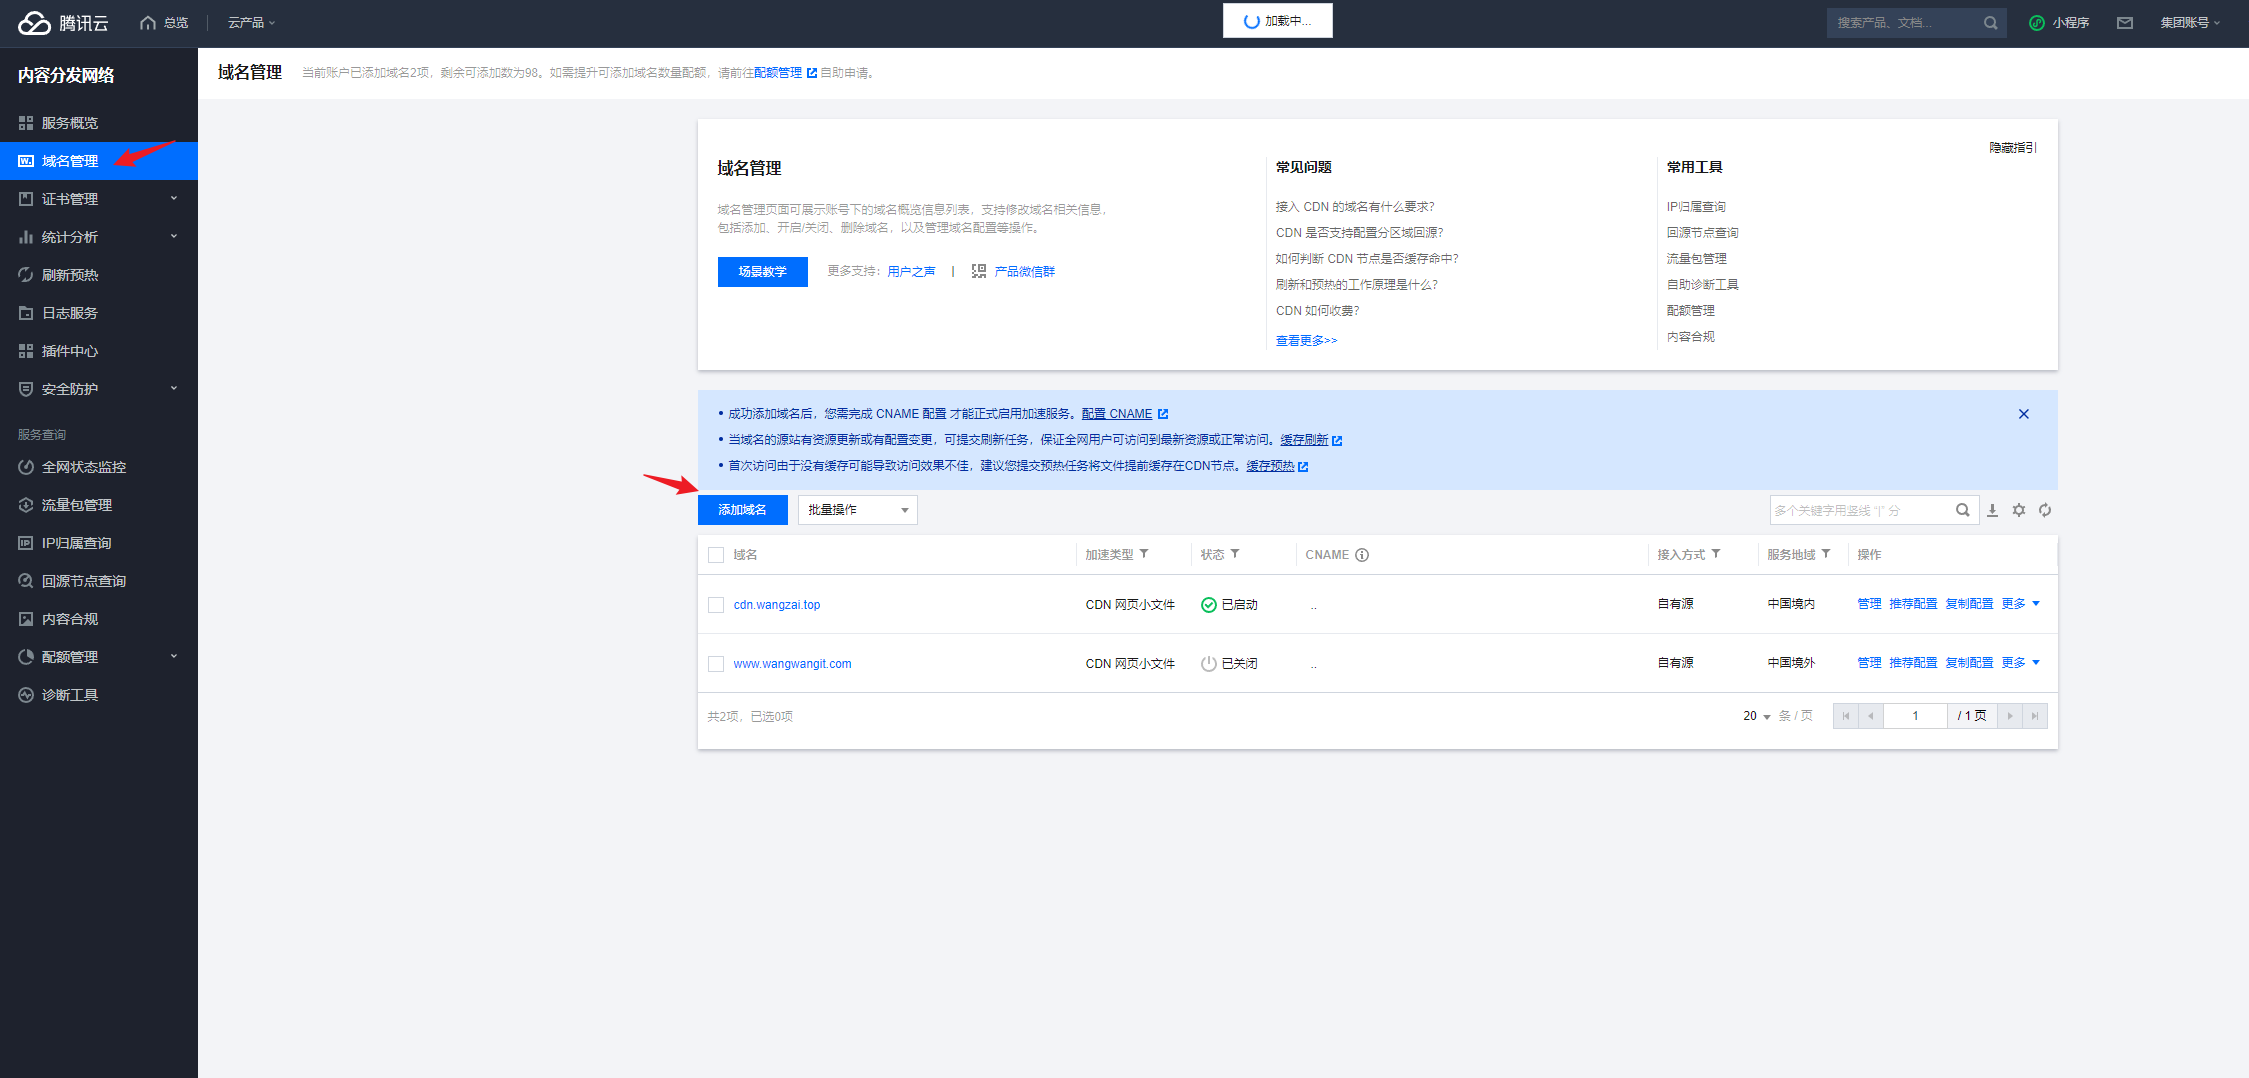 腾讯云
总览
云产品
加载中...
搜索产品、文档...
小程序
集团账号
内容分发网络
服务概览
域名管理
证书管理
统计分析
刷新预热
日志服务
插件中心
安全防护
服务查询
全网状态监控
流量包管理
IP归属查询
回源节点查询
内容合规
配额管理
诊断工具
域名管理
当前账户已添加域名2项，剩余可添加数为98。如需提升可添加域名数量配额，请前往配额管理 自助申请。
隐藏指引
域名管理
域名管理页面可展示账号下的域名概览信息列表，支持修改域名相关信息，
包括添加、开启/关闭、删除域名，以及管理域名配置等操作。
场景教学
更多支持：用户之声 | 产品微信群
常见问题
接入 CDN 的域名有什么要求？
CDN 是否支持配置分区域回源？
如何判断 CDN 节点是否缓存命中？
刷新和预热的工作原理是什么？
CDN 如何收费？
查看更多>>
常用工具
IP归属查询
回源节点查询
流量包管理
自助诊断工具
配额管理
内容合规
• 成功添加域名后，您需完成 CNAME 配置 才能正式启用加速服务。配置 CNAME
• 当域名的源站有资源更新或有配置变更，可提交刷新任务，保证全网用户可访问到最新资源或正常访问。缓存刷新
• 首次访问由于没有缓存可能导致访问效果不佳，建议您提交预热任务将文件提前缓存在CDN节点。缓存预热
添加域名
批量操作
多个关键字用竖线 "|" 分
域名 加速类型 状态 CNAME 接入方式 服务地域 操作
cdn.wangzai.top CDN 网页小文件 已启动 .. 自有源 中国境内 管理 推荐配置 复制配置 更多
www.wangwangit.com CDN 网页小文件 已关闭 .. 自有源 中国境外 管理 推荐配置 复制配置 更多
共2项，已选0项
20 条 / 页
1 / 1 页